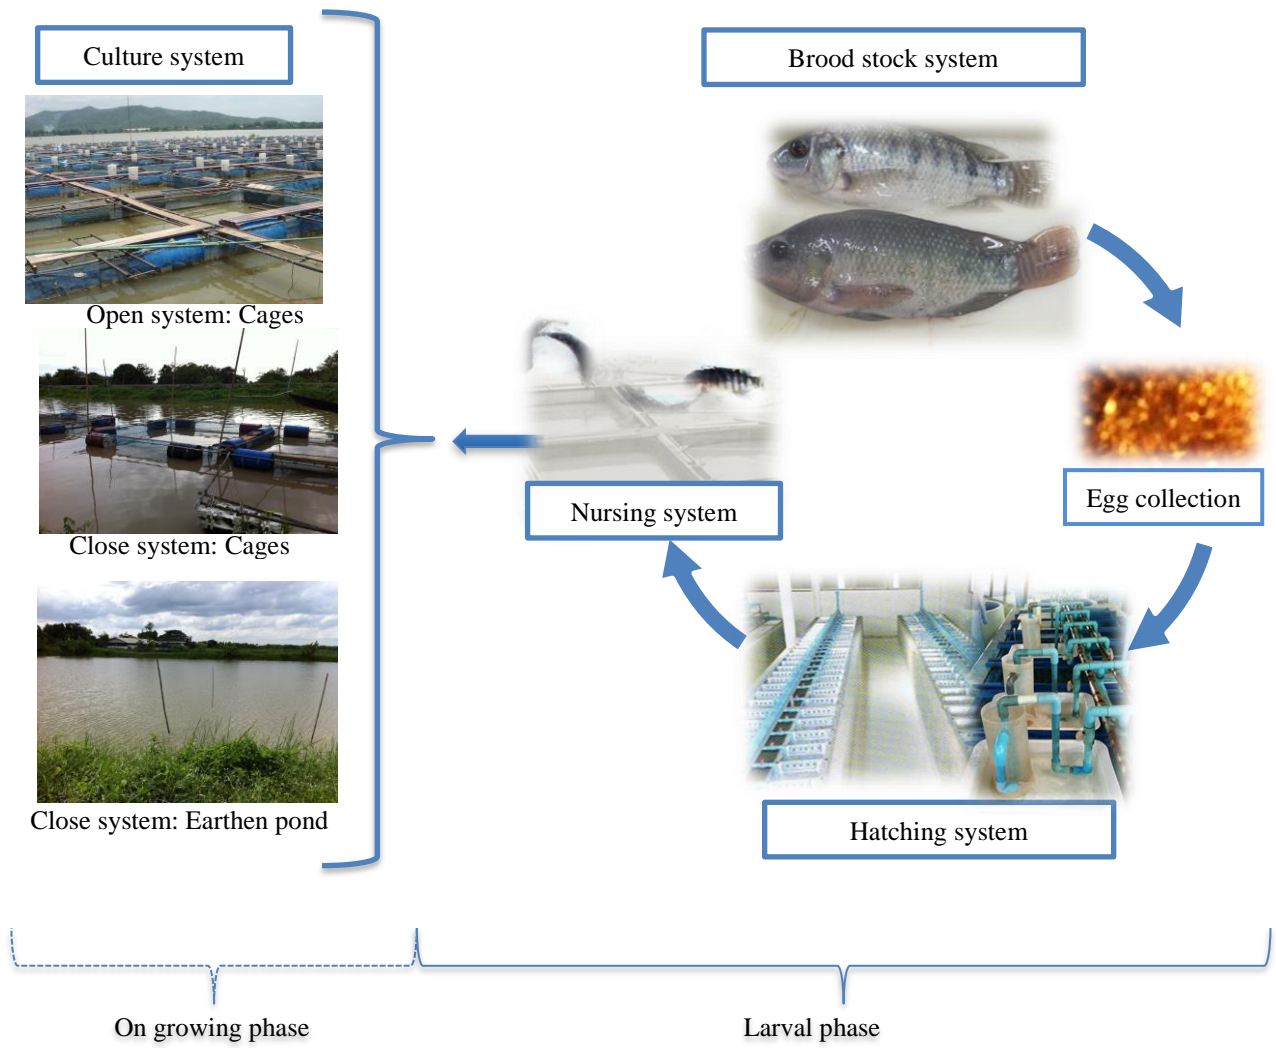 Culture system
Brood stock system
Open system: Cages
Close system: Cages
Egg collection
Nursing system
Close system: Earthen pond
Hatching system
On growing phase
Larval phase